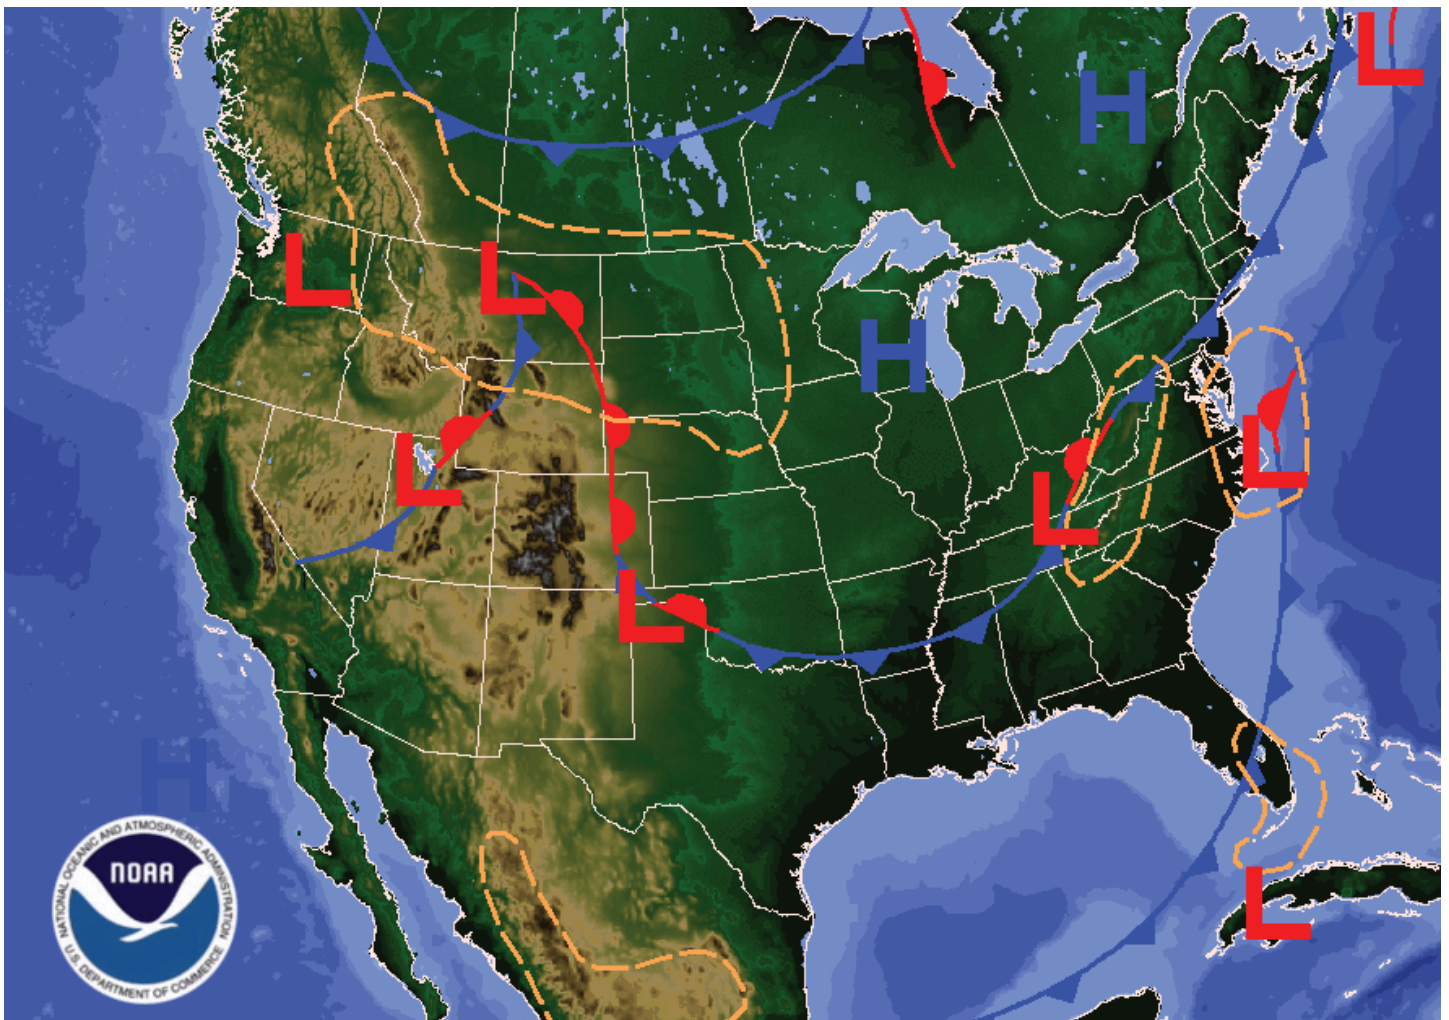 L
H
L
L
H
L
L
L
L
H
NOAA
NATIONAL OCEANIC AND ATMOSPHERIC ADMINISTRATION
U.S. DEPARTMENT OF COMMERCE
L